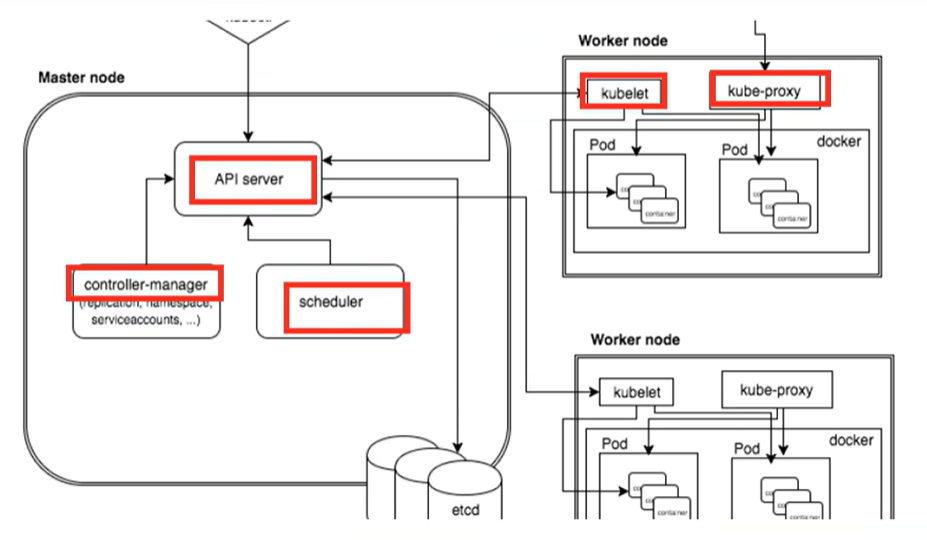 Master node
API server
controller-manager
(replication, namespace,
serviceaccounts, ...)
scheduler
etcd
Worker node
kubelet
kube-proxy
docker
Pod
container
Pod
container
Worker node
kubelet
kube-proxy
docker
Pod
container
Pod
container